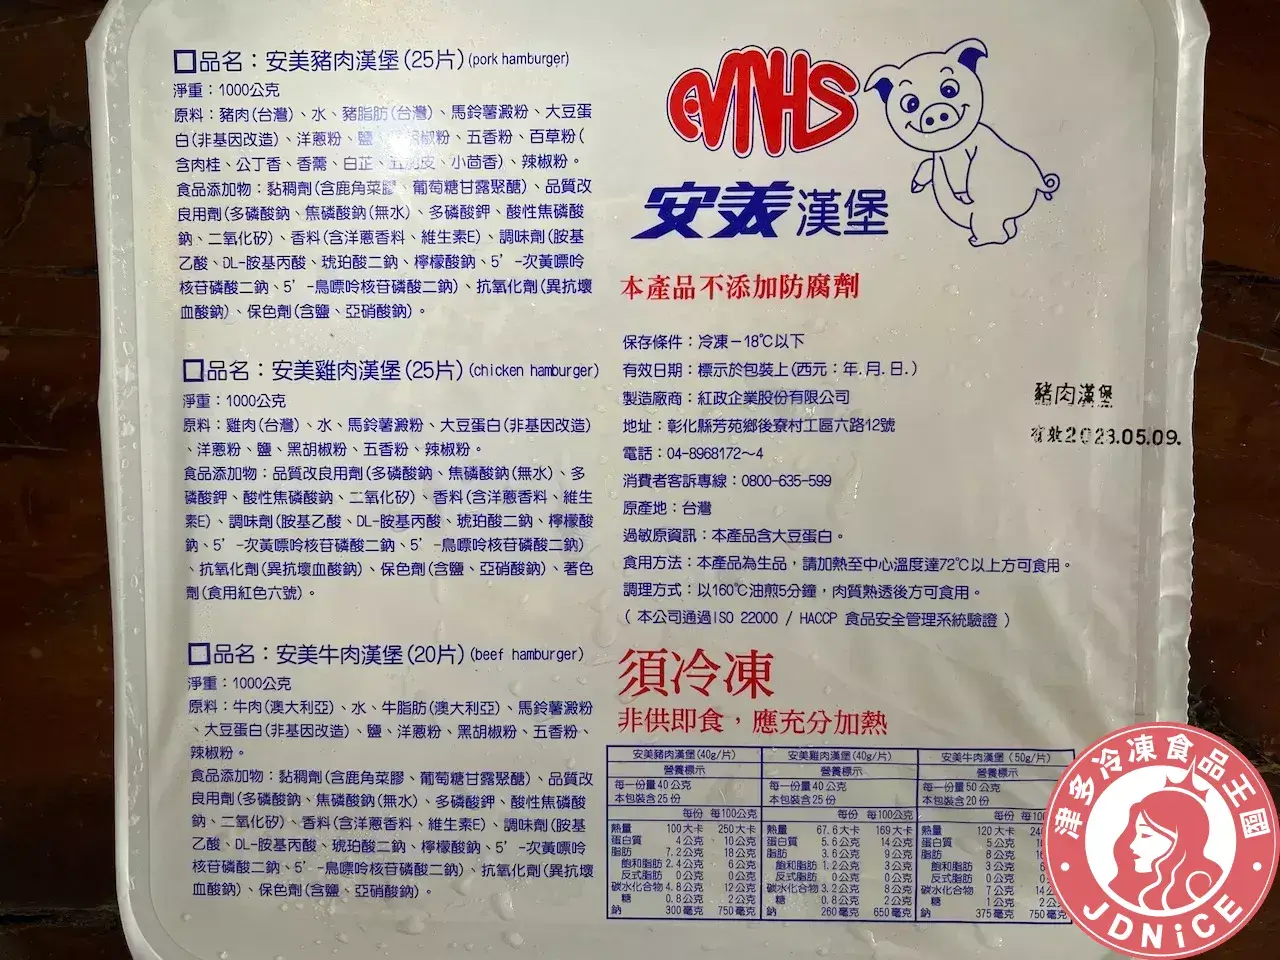 □品名：安美豬肉漢堡(25片)(pork hamburger)
淨重：1000公克
原料：豬肉(台灣)、水、豬脂肪(台灣)、馬鈴薯澱粉、大豆蛋
白(非基因改造)、洋蔥粉、鹽、胡椒粉、五香粉、百草粉(
含肉桂、公丁香、香薷、白芷、皮、小茴香)、辣椒粉。
食品添加物：黏稠劑(含鹿角菜膠、葡萄糖甘露聚醣)、品質改
良用劑(多磷酸鈉、焦磷酸鈉(無水)、多磷酸鉀、酸性焦磷酸
鈉、二氧化矽)、香料(含洋蔥香料、維生素E)、調味劑(胺基
乙酸、DL-胺基丙酸、琥珀酸二鈉、檸檬酸鈉、5’-次黃嘌呤
核苷磷酸二鈉、5’-鳥嘌呤核苷磷酸二鈉)、抗氧化劑(異抗壞
血酸鈉)、保色劑(含鹽、亞硝酸鈉)。
□品名：安美雞肉漢堡(25片)(chicken hamburger)
淨重：1000公克
原料：雞肉(台灣)、水、馬鈴薯澱粉、大豆蛋白(非基因改造)
、洋蔥粉、鹽、黑胡椒粉、五香粉、辣椒粉。
食品添加物：品質改良用劑(多磷酸鈉、焦磷酸鈉(無水)、多
磷酸鉀、酸性焦磷酸鈉、二氧化矽)、香料(含洋蔥香料、維生
素E)、調味劑(胺基乙酸、DL-胺基丙酸、琥珀酸二鈉、檸檬酸
鈉、5’-次黃嘌呤核苷磷酸二鈉、5’-鳥嘌呤核苷磷酸二鈉)
、抗氧化劑(異抗壞血酸鈉)、保色劑(含鹽、亞硝酸鈉)、著色
劑(食用紅色六號)。
□品名：安美牛肉漢堡(20片)(beef hamburger)
淨重：1000公克
原料：牛肉(澳大利亞)、水、牛脂肪(澳大利亞)、馬鈴薯澱粉
、大豆蛋白(非基因改造)、鹽、洋蔥粉、黑胡椒粉、五香粉、
辣椒粉。
食品添加物：黏稠劑(含鹿角菜膠、葡萄糖甘露聚醣)、品質改
良用劑(多磷酸鈉、焦磷酸鈉(無水)、多磷酸鉀、酸性焦磷酸
鈉、二氧化矽)、香料(含洋蔥香料、維生素E)、調味劑(胺基
乙酸、DL-胺基丙酸、琥珀酸二鈉、檸檬酸鈉、5’-次黃嘌呤
核苷磷酸二鈉、5’-鳥嘌呤核苷磷酸二鈉)、抗氧化劑(異抗壞
血酸鈉)、保色劑(含鹽、亞硝酸鈉)。
安美漢堡
本產品不添加防腐劑
保存條件：冷凍－18℃以下
有效日期：標示於包裝上(西元：年.月.日.)
製造廠商：紅政企業股份有限公司
地址：彰化縣芳苑鄉後寮村工區六路12號
電話：04-8968172～4
消費者客訴專線：0800-635-599
原產地：台灣
過敏原資訊：本產品含大豆蛋白。
食用方法：本產品為生品，請加熱至中心溫度達72℃以上方可食用。
調理方式：以160℃油煎5分鐘，肉質熟透後方可食用。
(本公司通過ISO 22000 / HACCP 食品安全管理系統驗證)
豬肉漢堡
有效2023.05.09.
須冷凍
非供即食，應充分加熱
安美豬肉漢堡(40g/片) 安美雞肉漢堡(40g/片) 安美牛肉漢堡(50g/片)
營養標示 營養標示 營養標示
每一份量40公克 每一份量40公克 每一份量50公克
本包裝含25份 本包裝含25份 本包裝含20份
每份 每100公克 每份 每100公克 每份 每100
熱量 100大卡 250大卡 熱量 67.6大卡 169大卡 熱量 120大卡
蛋白質 4公克 10公克 蛋白質 5.6公克 14公克 蛋白質 5公克
脂肪 7.2公克 18公克 脂肪 3.6公克 9公克 脂肪 8公克
飽和脂肪 2.4公克 6公克 飽和脂肪 1.2公克 3公克 飽和脂肪 3公克
反式脂肪 0公克 0公克 反式脂肪 0公克 0公克 反式脂肪 0公克
碳水化合物 4.8公克 12公克 碳水化合物 3.2公克 8公克 碳水化合物 7公克
糖 0.8公克 2公克 糖 0.8公克 2公克 糖 1公克
鈉 300毫克 750毫克 鈉 260毫克 650毫克 鈉 375毫克 750毫克
津多冷凍食品王國
JDNiCE